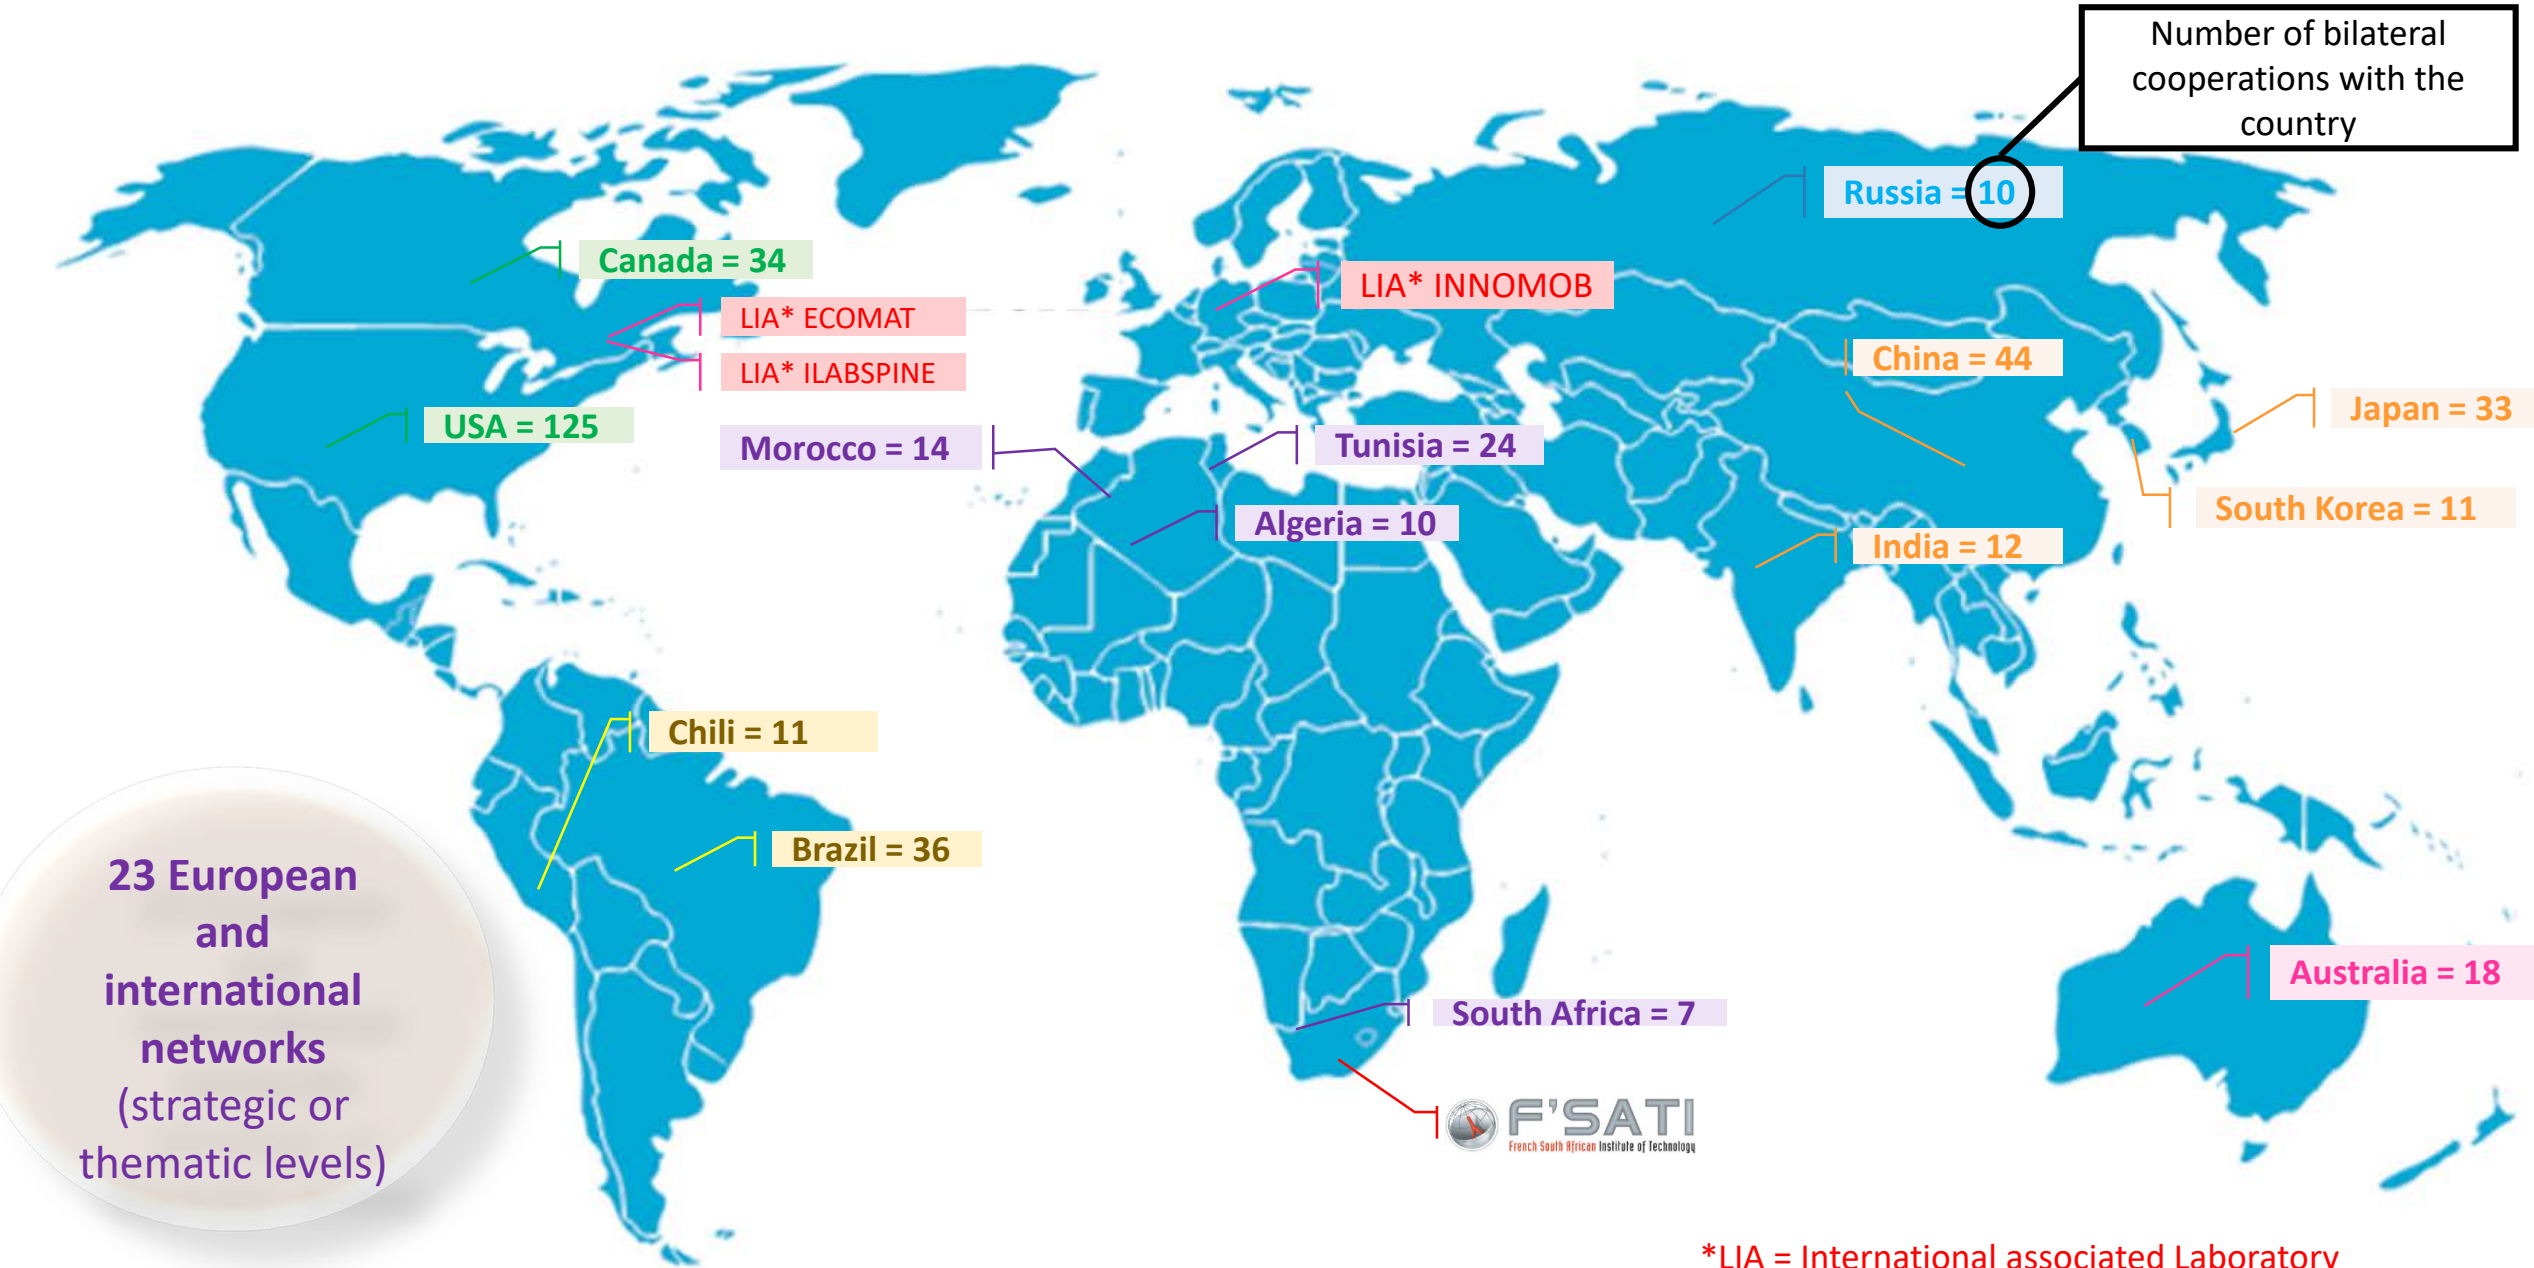 Number of bilateral
cooperations with the
country
Russia = 10
Canada = 34
LIA* INNOMOB
LIA* ECOMAT
LIA* ILABSPINE
China = 44
USA = 125
Japan = 33
Morocco = 14
Tunisia = 24
South Korea = 11
Algeria = 10
India = 12
Chili = 11
Brazil = 36
23 European
and
international
networks
(strategic or
thematic levels)
Australia = 18
South Africa = 7
F'SATI
French South African Institute of Technology
*LIA = International associated Laboratory